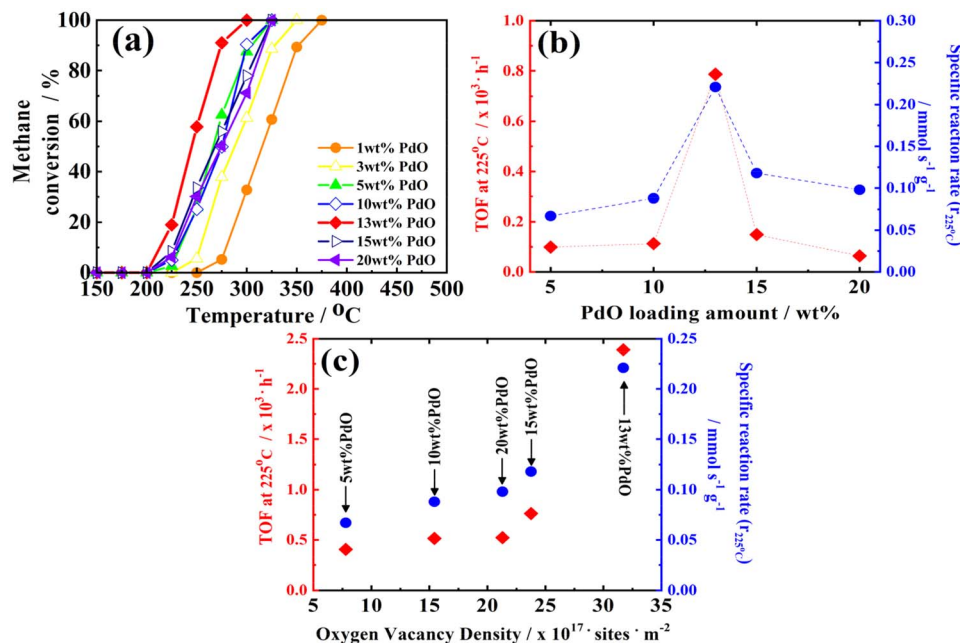 (a)
Methane
conversion / %
100
80
60
40
20
0
1wt% PdO
3wt% PdO
5wt% PdO
10wt% PdO
13wt% PdO
15wt% PdO
20wt% PdO
150 200 250 300 350 400 450 500
Temperature / °C
(b)
TOF at 225°C / x 10³· h⁻¹
1.0
0.8
0.6
0.4
0.2
0.0
0.30
0.25
0.20
0.15
0.10
0.05
0.00
Specific reaction rate (r₂₂₅°C)
/ mmol s⁻¹g⁻¹
5 10 15 20
PdO loading amount / wt%
(c)
TOF at 225°C / x 10³ · h⁻¹
2.5
2.0
1.5
1.0
0.5
0.0
5wt%PdO
10wt%PdO
20wt%PdO
15wt%PdO
13wt%PdO
0.25
0.20
0.15
0.10
0.05
0.00
Specific reaction rate (r₂₂₅°C)
/ mmol s⁻¹g⁻¹
5 10 15 20 25 30 35
Oxygen Vacancy Density / x 10¹⁷· sites · m⁻²